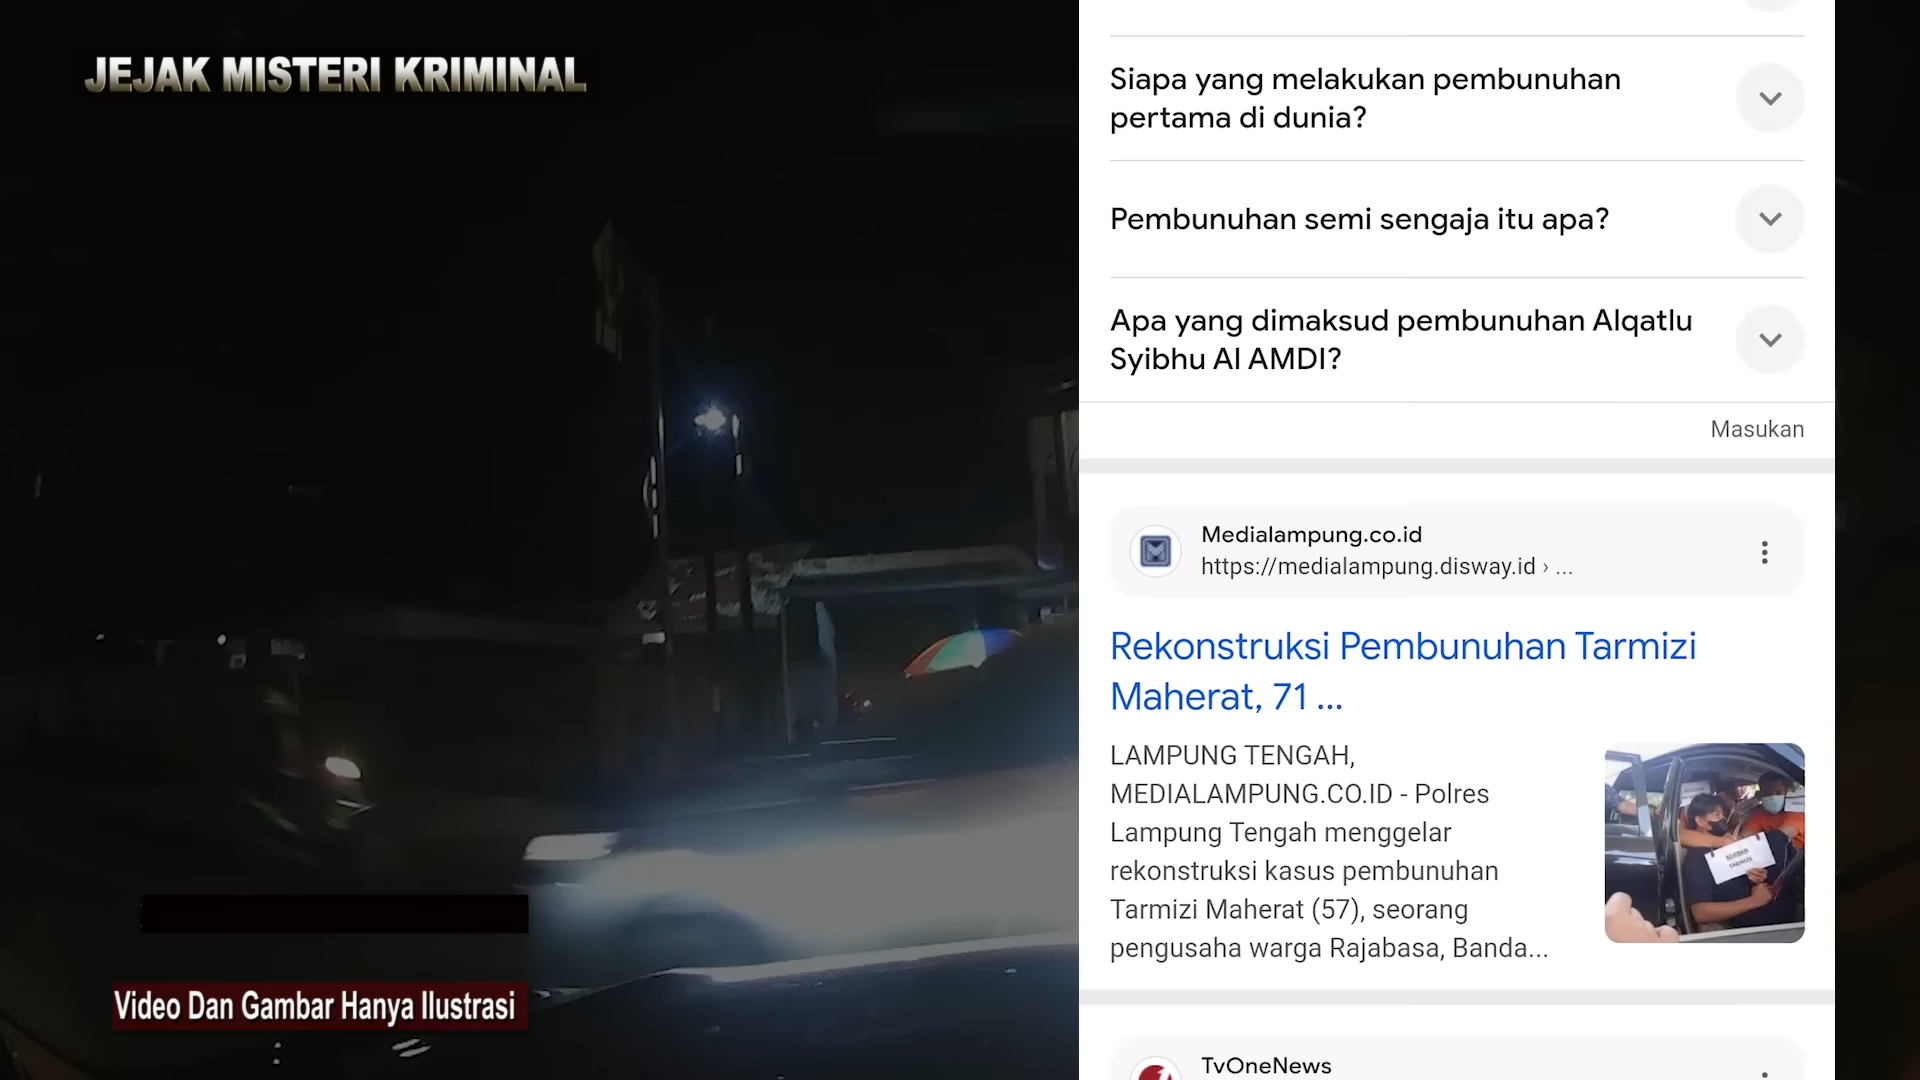 JEJAK MISTERI KRIMINAL
Video Dan Gambar Hanya Ilustrasi
Siapa yang melakukan pembunuhan
pertama di dunia?
Pembunuhan semi sengaja itu apa?
Apa yang dimaksud pembunuhan Alqatlu
Syibhu Al AMDI?
Masukan
Medialampung.co.id
https://medialampung.disway.id › ...
Rekonstruksi Pembunuhan Tarmizi
Maherat, 71 ...
LAMPUNG TENGAH,
MEDIALAMPUNG.CO.ID - Polres
Lampung Tengah menggelar
rekonstruksi kasus pembunuhan
Tarmizi Maherat (57), seorang
pengusaha warga Rajabasa, Banda...
TvOneNews